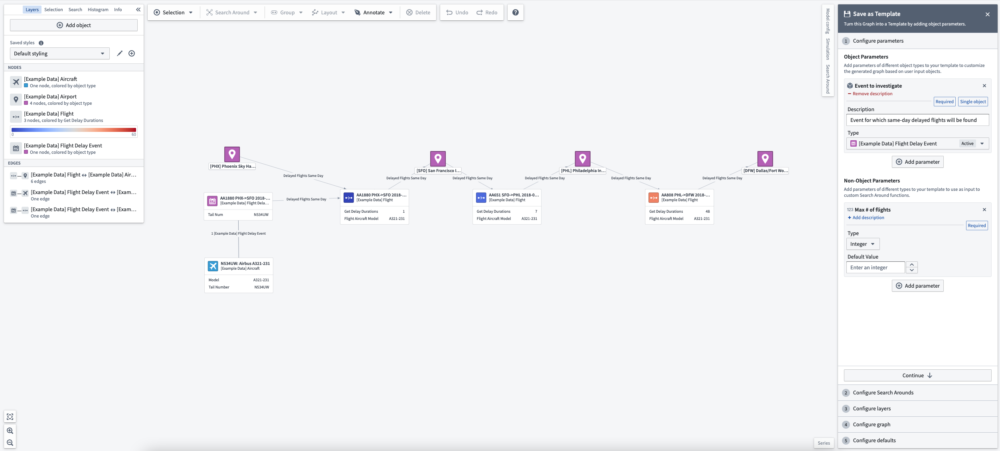 Layers Selection Search Histogram Info
Add object
Saved styles
Default styling
NODES
[Example Data] Aircraft
One node, colored by object type
[Example Data] Airport
4 nodes, colored by object type
[Example Data] Flight
3 nodes, colored by Get Delay Durations
0 60
[Example Data] Flight Delay Event
One node, colored by object type
EDGES
[Example Data] Flight ↔ [Example Data] Air...
6 edges
[Example Data] Flight Delay Event ↔ [Exam...
One edge
[Example Data] Flight Delay Event ↔ [Exam...
One edge
Selection Search Around Group Layout Annotate Delete Undo Redo ?
[PHX] Phoenix Sky Ha...
[SFO] San Francisco I...
[PHL] Philadelphia In...
[DFW] Dallas/Fort Wo...
Delayed Flights Same Day
Delayed Flights Same Day
Delayed Flights Same Day
Delayed Flights Same Day
Delayed Flights Same Day
Delayed Flights Same Day
AA1880 PHX->SFO 2018-...
[Example Data] Flight Dela...
Tail Num N534UW
Delayed Flights Same Day
AA1880 PHX->SFO 2018-...
[Example Data] Flight
Get Delay Durations 1
Flight Aircraft Model A321-231
AA651 SFO->PHL 2018-0...
[Example Data] Flight
Get Delay Durations 7
Flight Aircraft Model A321-231
AA808 PHL->DFW 2018-...
[Example Data] Flight
Get Delay Durations 48
Flight Aircraft Model A321-231
1 [Example Data] Flight Delay Event
N534UW: Airbus A321-231
[Example Data] Aircraft
Model A321-231
Tail Number N534UW
Model config
Simulation
Search Around
Series
Save as Template
Turn this Graph into a Template by adding object parameters.
1 Configure parameters
Object Parameters
Add parameters of different object types to your template to customize
the generated graph based on user input objects.
Event to investigate
Remove description
Required Single object
Description
Event for which same-day delayed flights will be found
Type
[Example Data] Flight Delay Event Active
Add parameter
Non-Object Parameters
Add parameters of different types to your template to use as input to
custom Search Around functions.
123 Max # of flights
+ Add description
Required
Type
Integer
Default Value
Enter an integer
Add parameter
Continue
2 Configure Search Arounds
3 Configure layers
4 Configure graph
5 Configure defaults